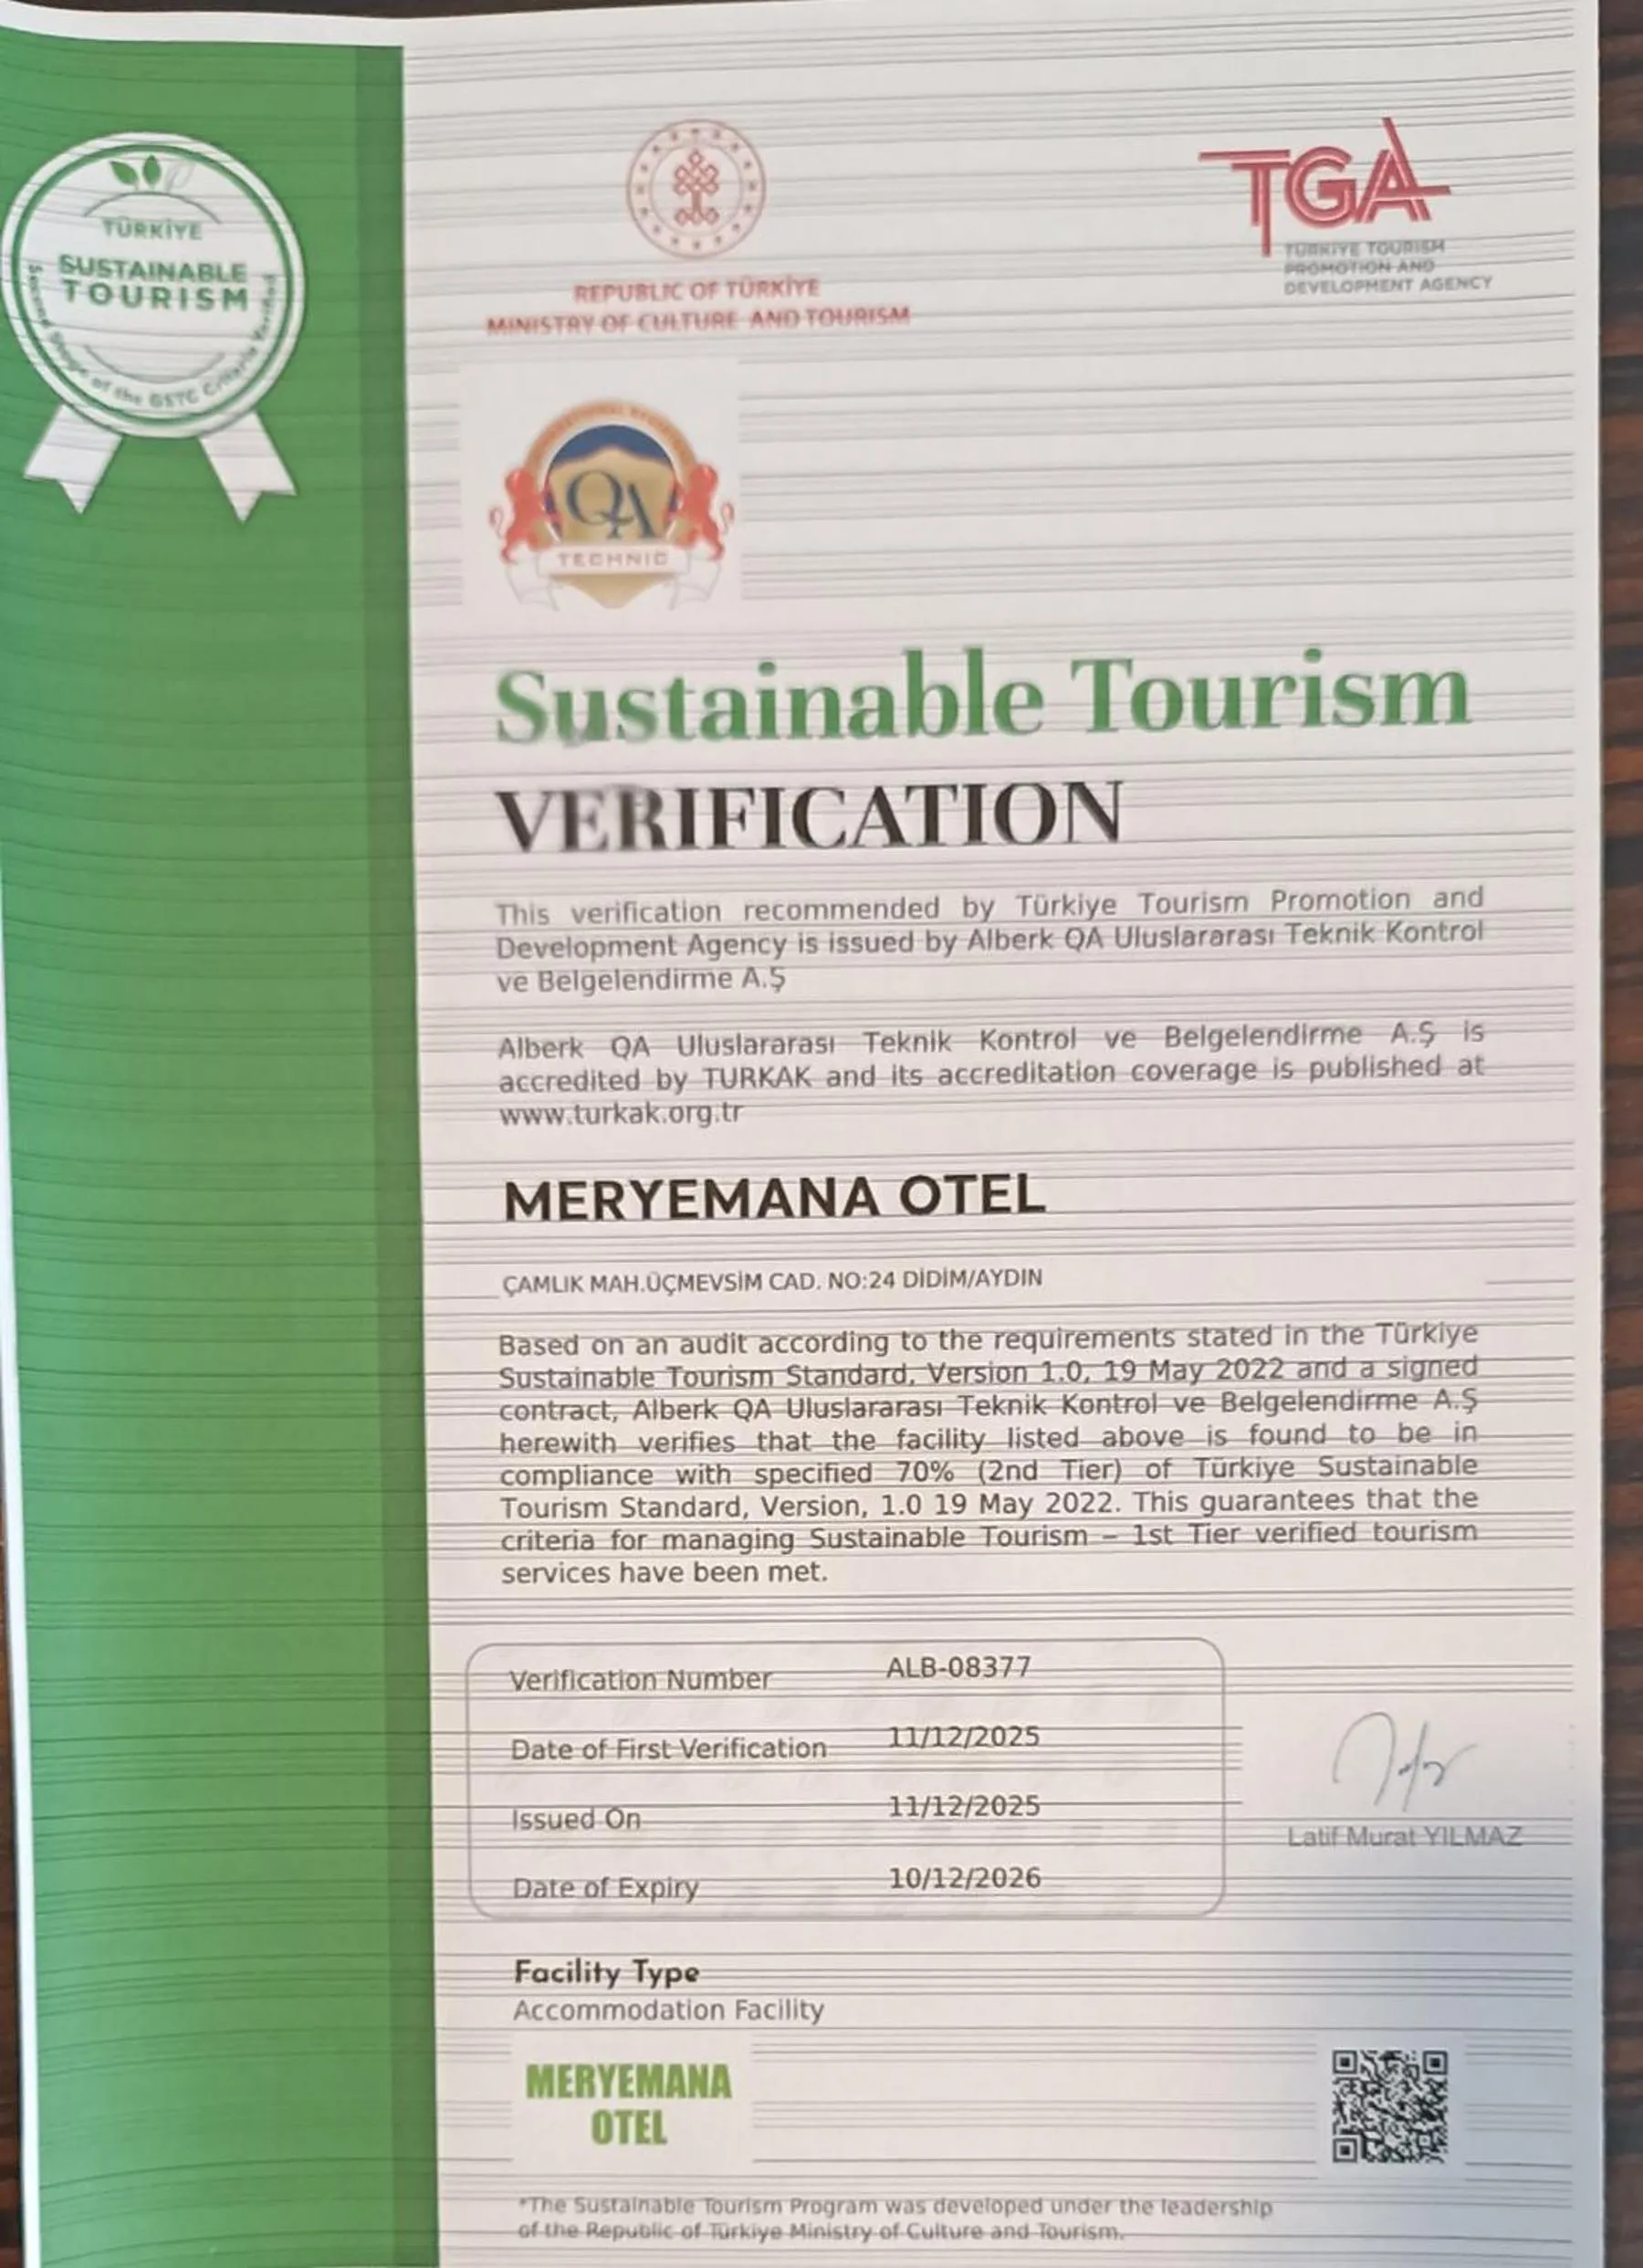 TÜRKİYE
SUSTAINABLE
TOURISM
Second Stage of the GSTC Criteria Verified
REPUBLIC OF TÜRKİYE
MINISTRY OF CULTURE AND TOURISM
TGA
TÜRKİYE TOURISM
PROMOTION AND
DEVELOPMENT AGENCY
QA
TECHNIC
Sustainable Tourism
VERIFICATION
This verification recommended by Türkiye Tourism Promotion and
Development Agency is issued by Alberk QA Uluslararası Teknik Kontrol
ve Belgelendirme A.Ş
Alberk QA Uluslararası Teknik Kontrol ve Belgelendirme A.Ş is
accredited by TURKAK and its accreditation coverage is published at
www.turkak.org.tr
MERYEMANA OTEL
ÇAMLIK MAH.ÜÇMEVSİM CAD. NO:24 DİDİM/AYDIN
Based on an audit according to the requirements stated in the Türkiye
Sustainable Tourism Standard, Version 1.0, 19 May 2022 and a signed
contract, Alberk QA Uluslararası Teknik Kontrol ve Belgelendirme A.Ş
herewith verifies that the facility listed above is found to be in
compliance with specified 70% (2nd Tier) of Türkiye Sustainable
Tourism Standard, Version, 1.0 19 May 2022. This guarantees that the
criteria for managing Sustainable Tourism – 1st Tier verified tourism
services have been met.
Verification Number ALB-08377
Date of First Verification 11/12/2025
Issued On 11/12/2025
Date of Expiry 10/12/2026
Latif Murat YILMAZ
Facility Type
Accommodation Facility
MERYEMANA
OTEL
*The Sustainable Tourism Program was developed under the leadership
of the Republic of Türkiye Ministry of Culture and Tourism.